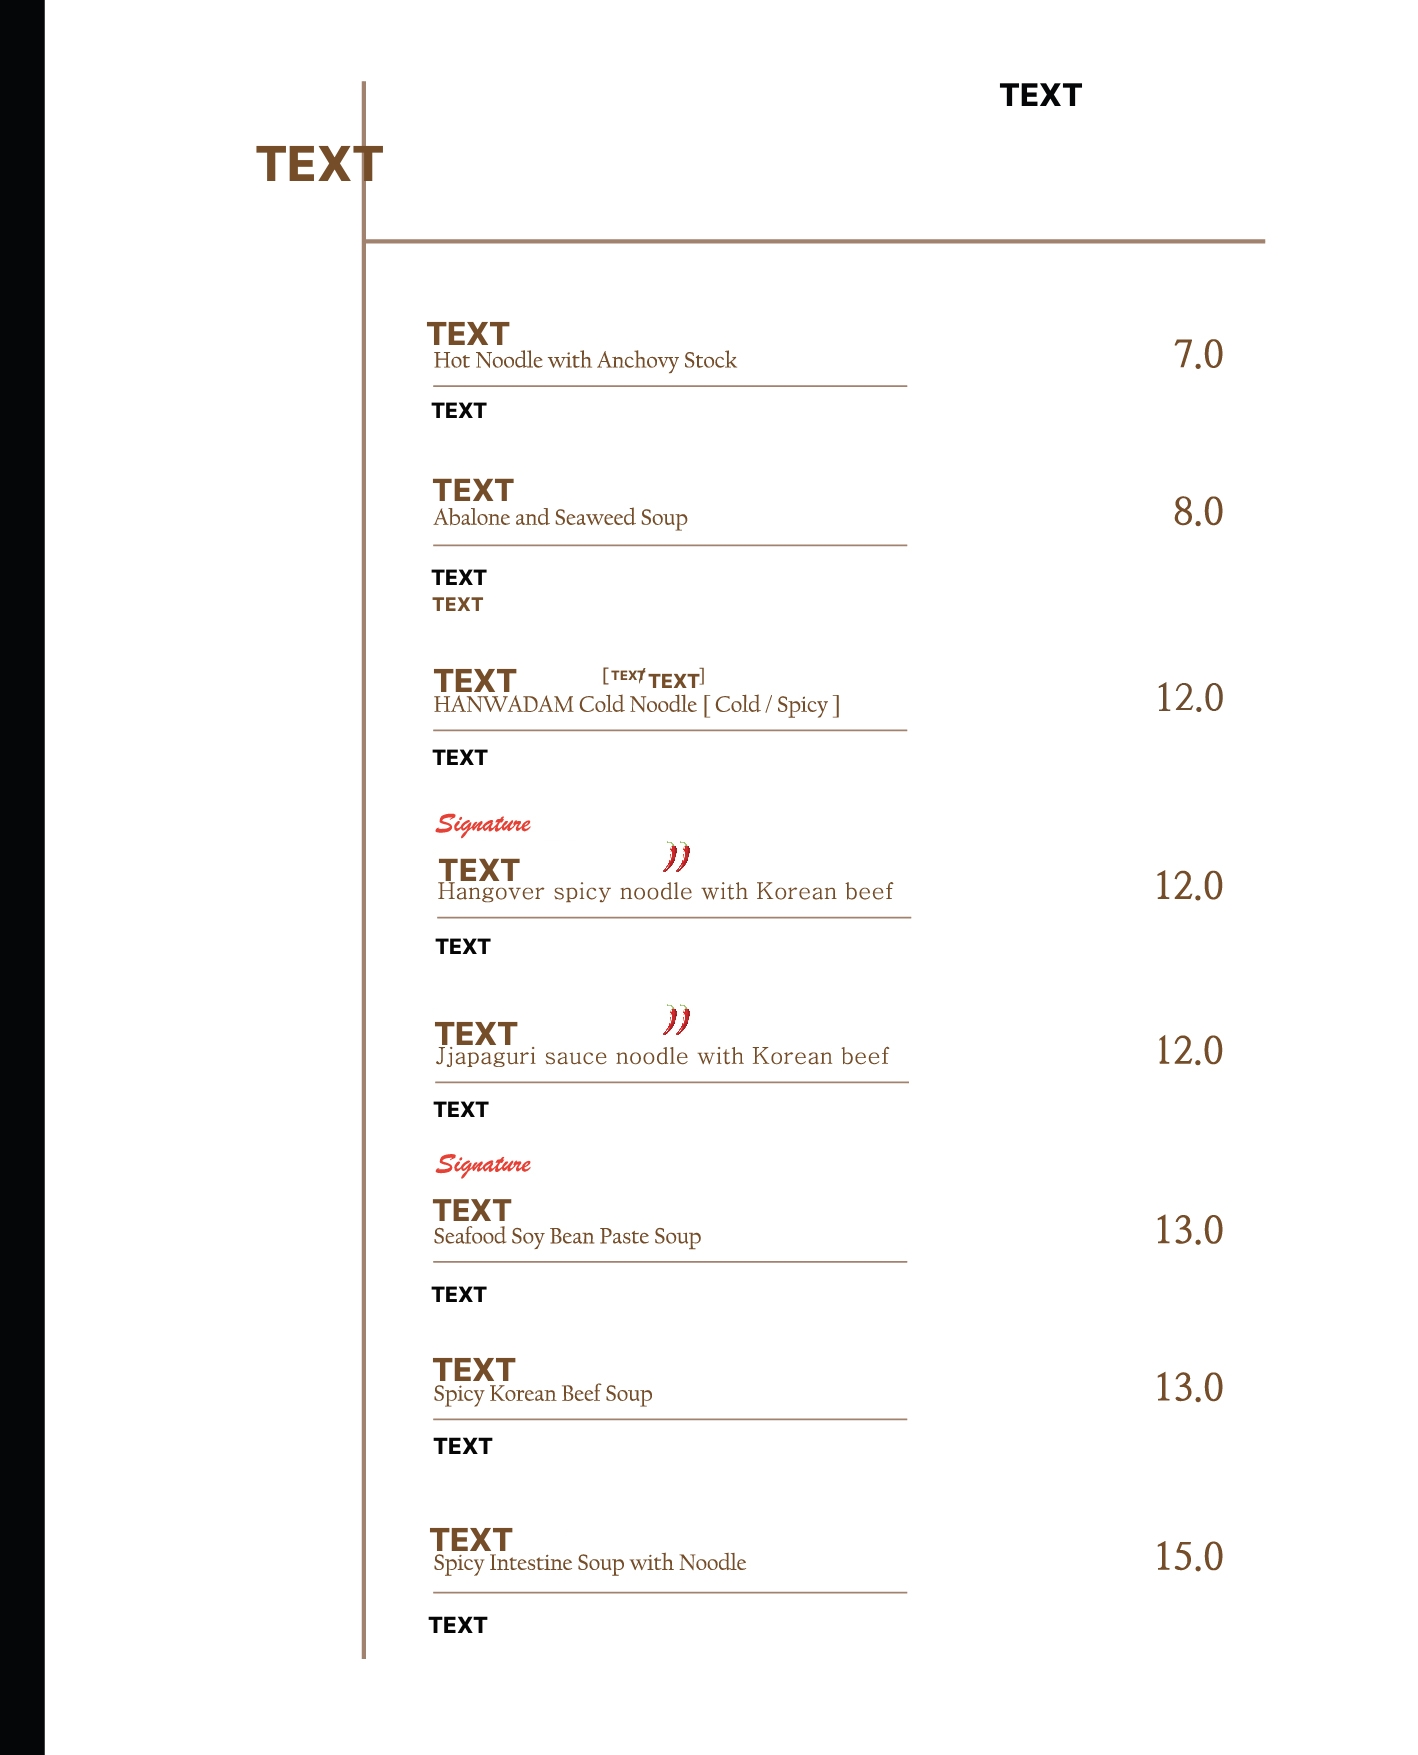 TEXT
TEXT
TEXT
Hot Noodle with Anchovy Stock
7.0
TEXT
TEXT
Abalone and Seaweed Soup
8.0
TEXT
TEXT
TEXT [TEXT/TEXT]
HANWADAM Cold Noodle [ Cold / Spicy ]
12.0
TEXT
Signature
TEXT
Hangover spicy noodle with Korean beef
12.0
TEXT
TEXT
Jjapaguri sauce noodle with Korean beef
12.0
TEXT
Signature
TEXT
Seafood Soy Bean Paste Soup
13.0
TEXT
TEXT
Spicy Korean Beef Soup
13.0
TEXT
TEXT
Spicy Intestine Soup with Noodle
15.0
TEXT